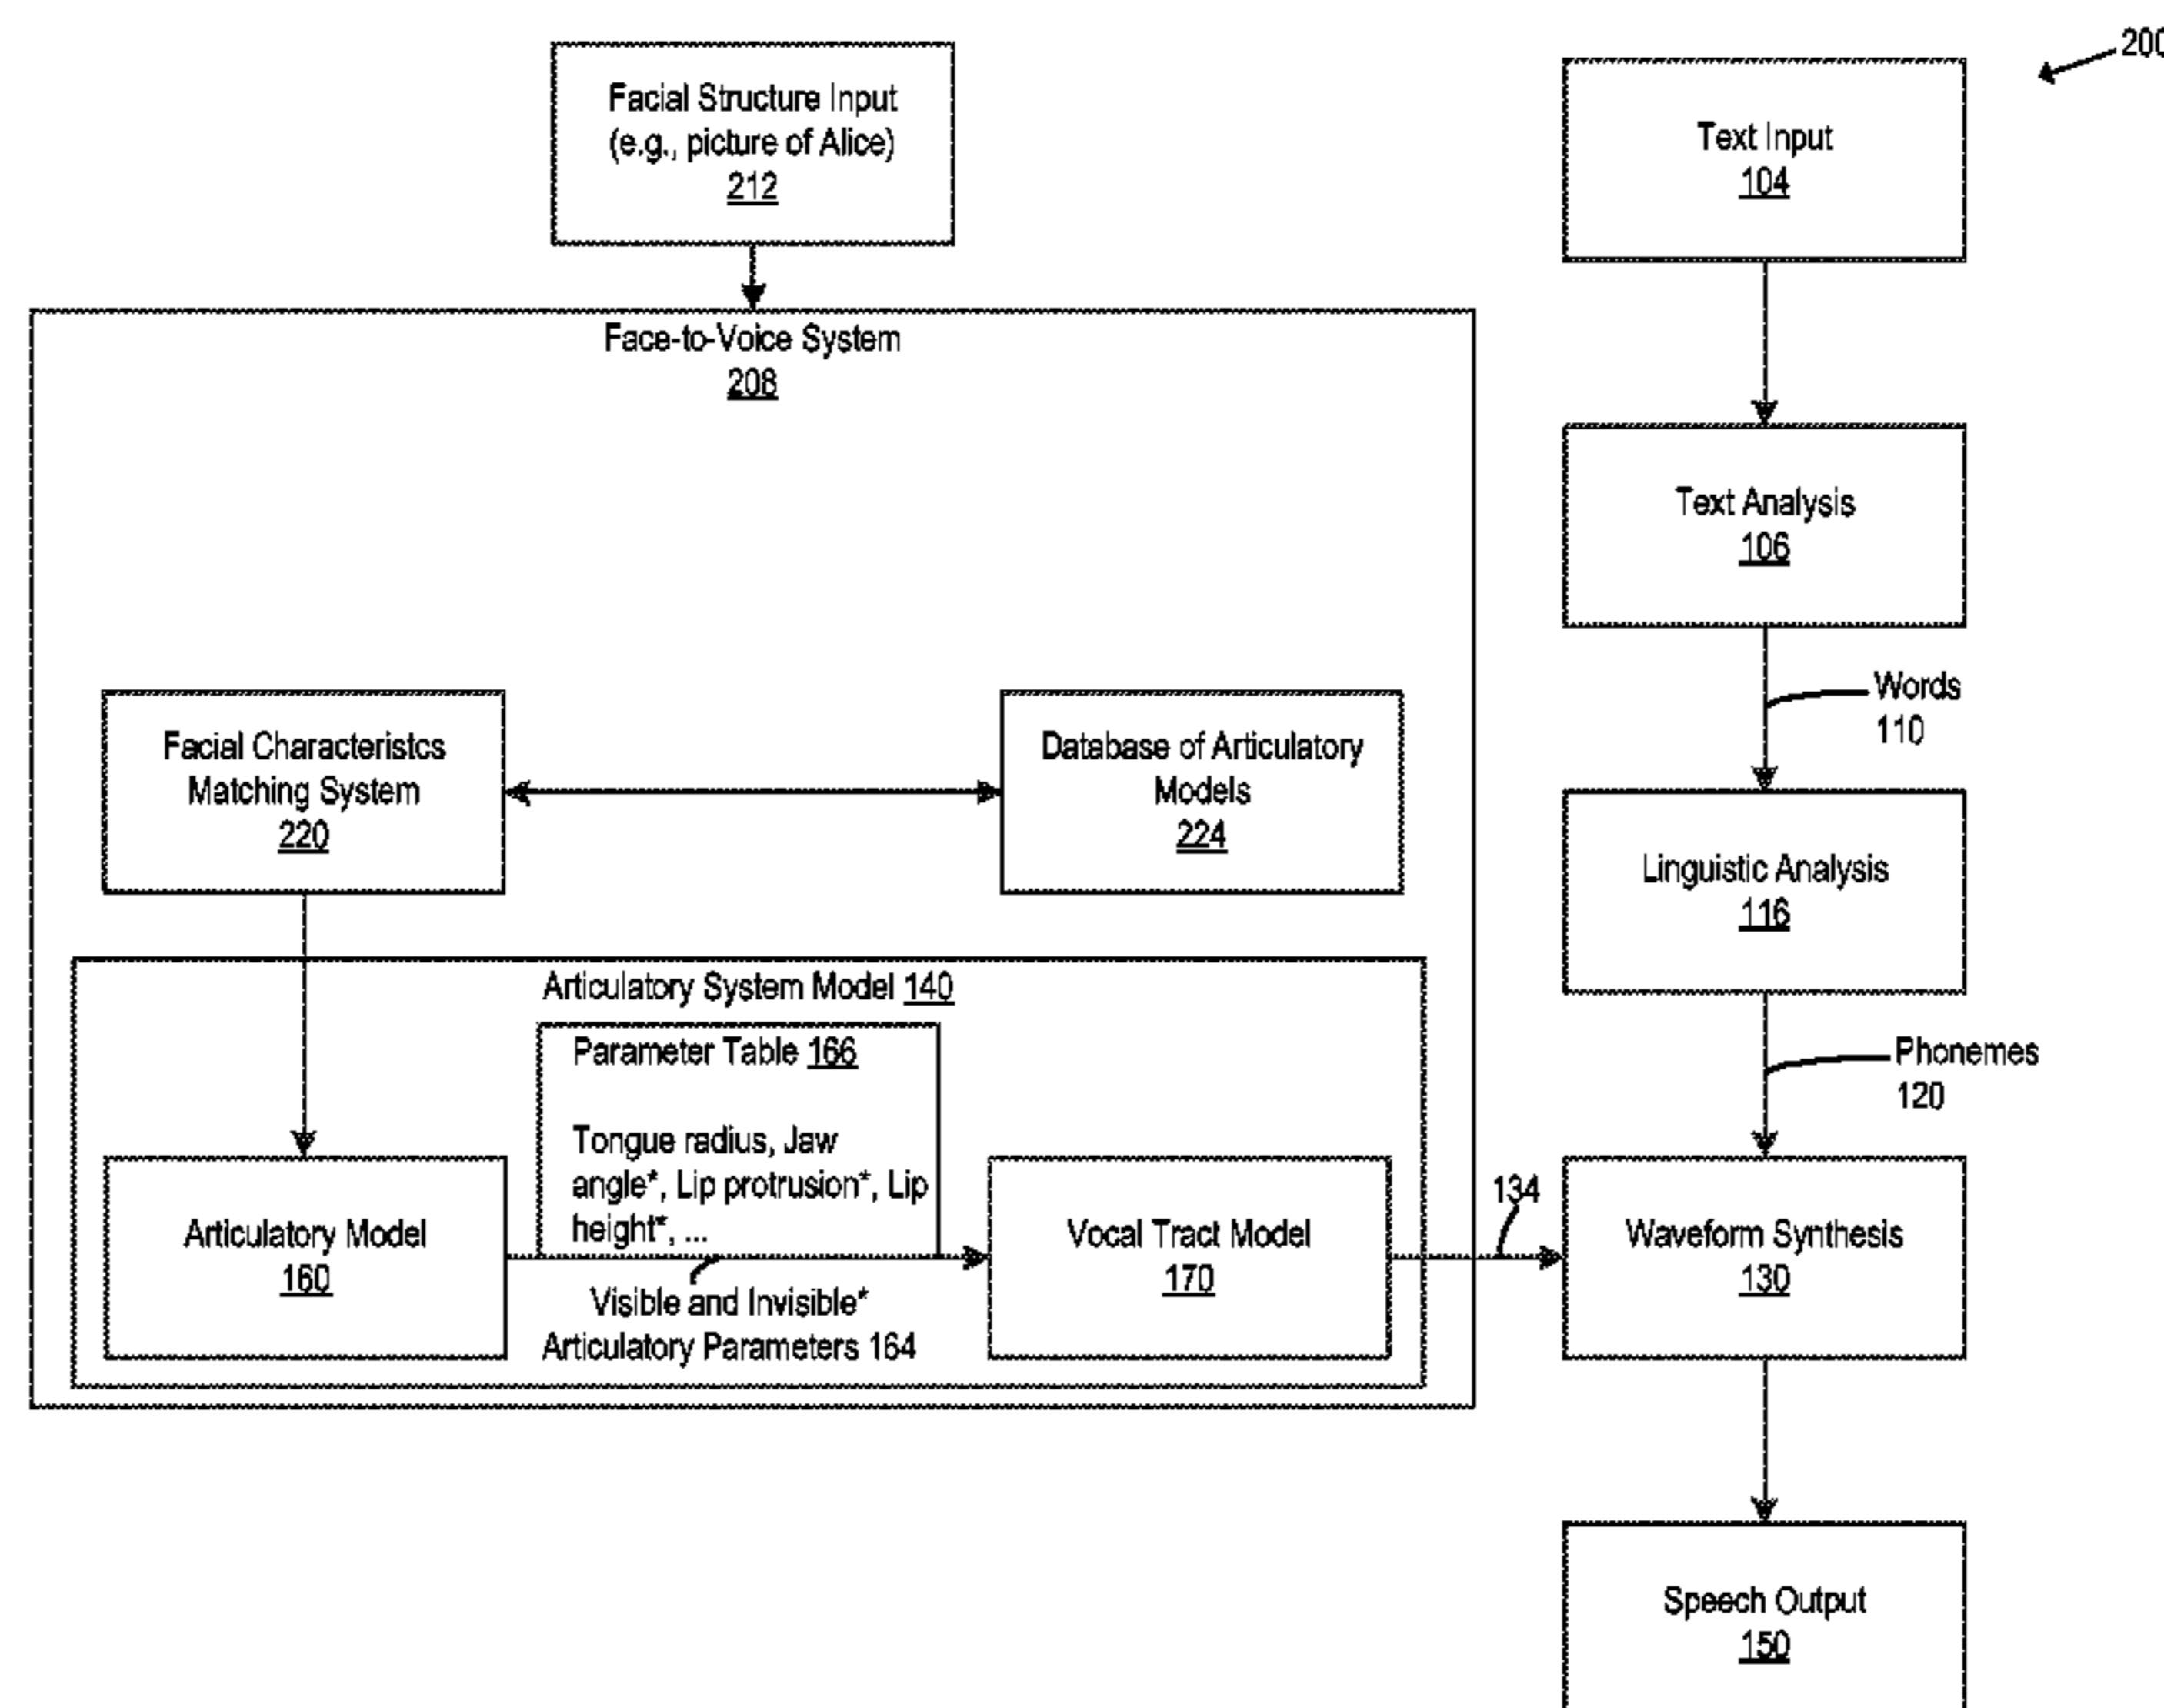 200
Facial Structure Input
(e.g., picture of Alice)
212
Text Input
104
Face-to-Voice System
208
Text Analysis
106
Words
110
Facial Characteristcs
Matching System
220
Database of Articulatory
Models
224
Linguistic Analysis
116
Articulatory System Model 140
Parameter Table 166
Tongue radius, Jaw
angle*, Lip protrusion*, Lip
height*, ...
Phonemes
120
Articulatory Model
160
Visible and Invisible*
Articulatory Parameters 164
Vocal Tract Model
170
134
Waveform Synthesis
130
Speech Output
150